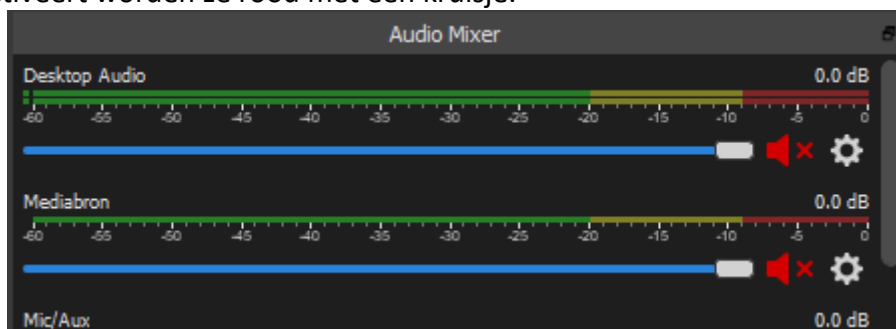 worden ze rood met een kruisje.
Audio Mixer
Desktop Audio 0.0 dB
-60 -55 -50 -45 -40 -35 -30 -25 -20 -15 -10 -5 0
Mediabron 0.0 dB
-60 -55 -50 -45 -40 -35 -30 -25 -20 -15 -10 -5 0
Mic/Aux 0.0 dB